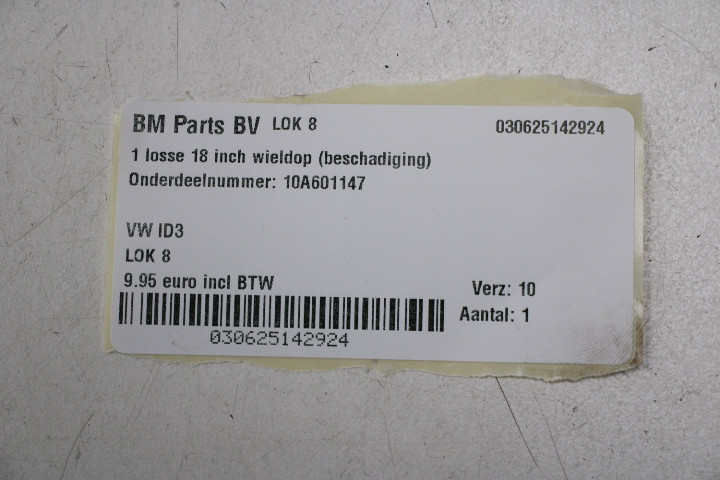 BM Parts BV LOK 8 030625142924
1 losse 18 inch wieldop (beschadiging)
Onderdeelnummer: 10A601147
VW ID3
LOK 8
9.95 euro incl BTW Verz: 10
Aantal: 1
030625142924